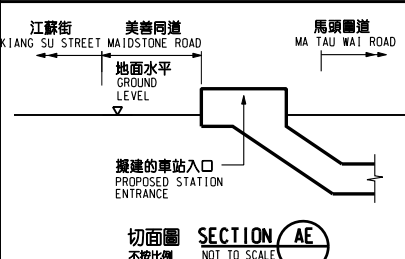 江蘇街
美善同道
馬頭圍道
KIANG SU STREET
MAIDSTONE ROAD
MA TAU WAI ROAD
地面水平
GROUND
LEVEL
擬建的車站入口
PROPOSED STATION
ENTRANCE
切面圖 SECTION AE
不按比例 NOT TO SCALE